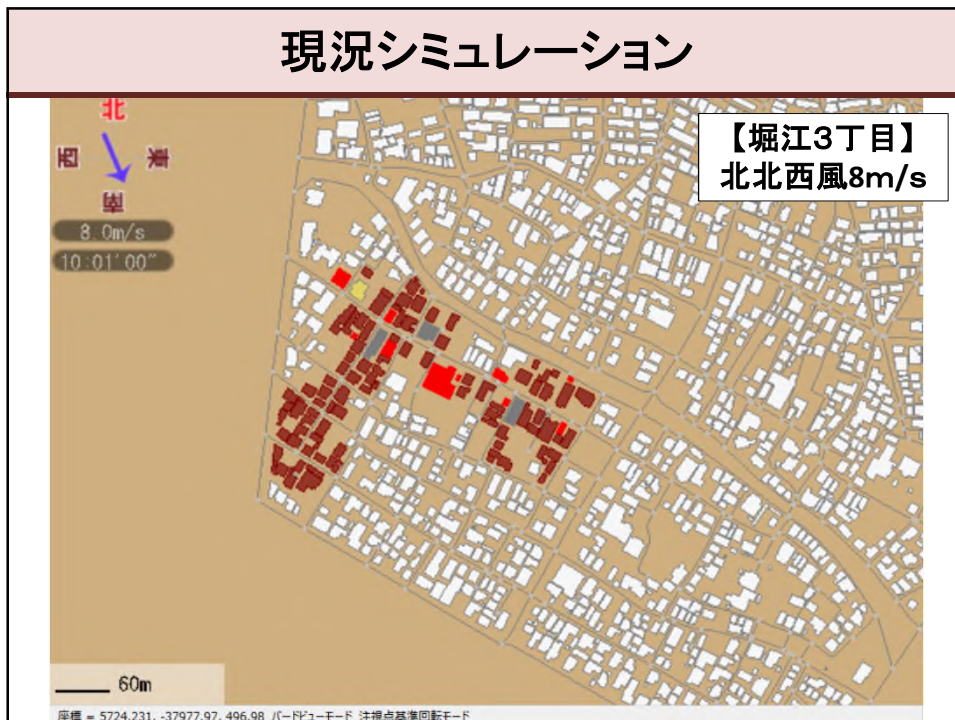 現況シミュレーション
【堀江3丁目】
北北西風8m/s
北
西 東
南
8.0m/s
10:01'00"
60m
座標 = 5724.231, -37977.97, 496.98 バードビューモード 注視点基準回転モード